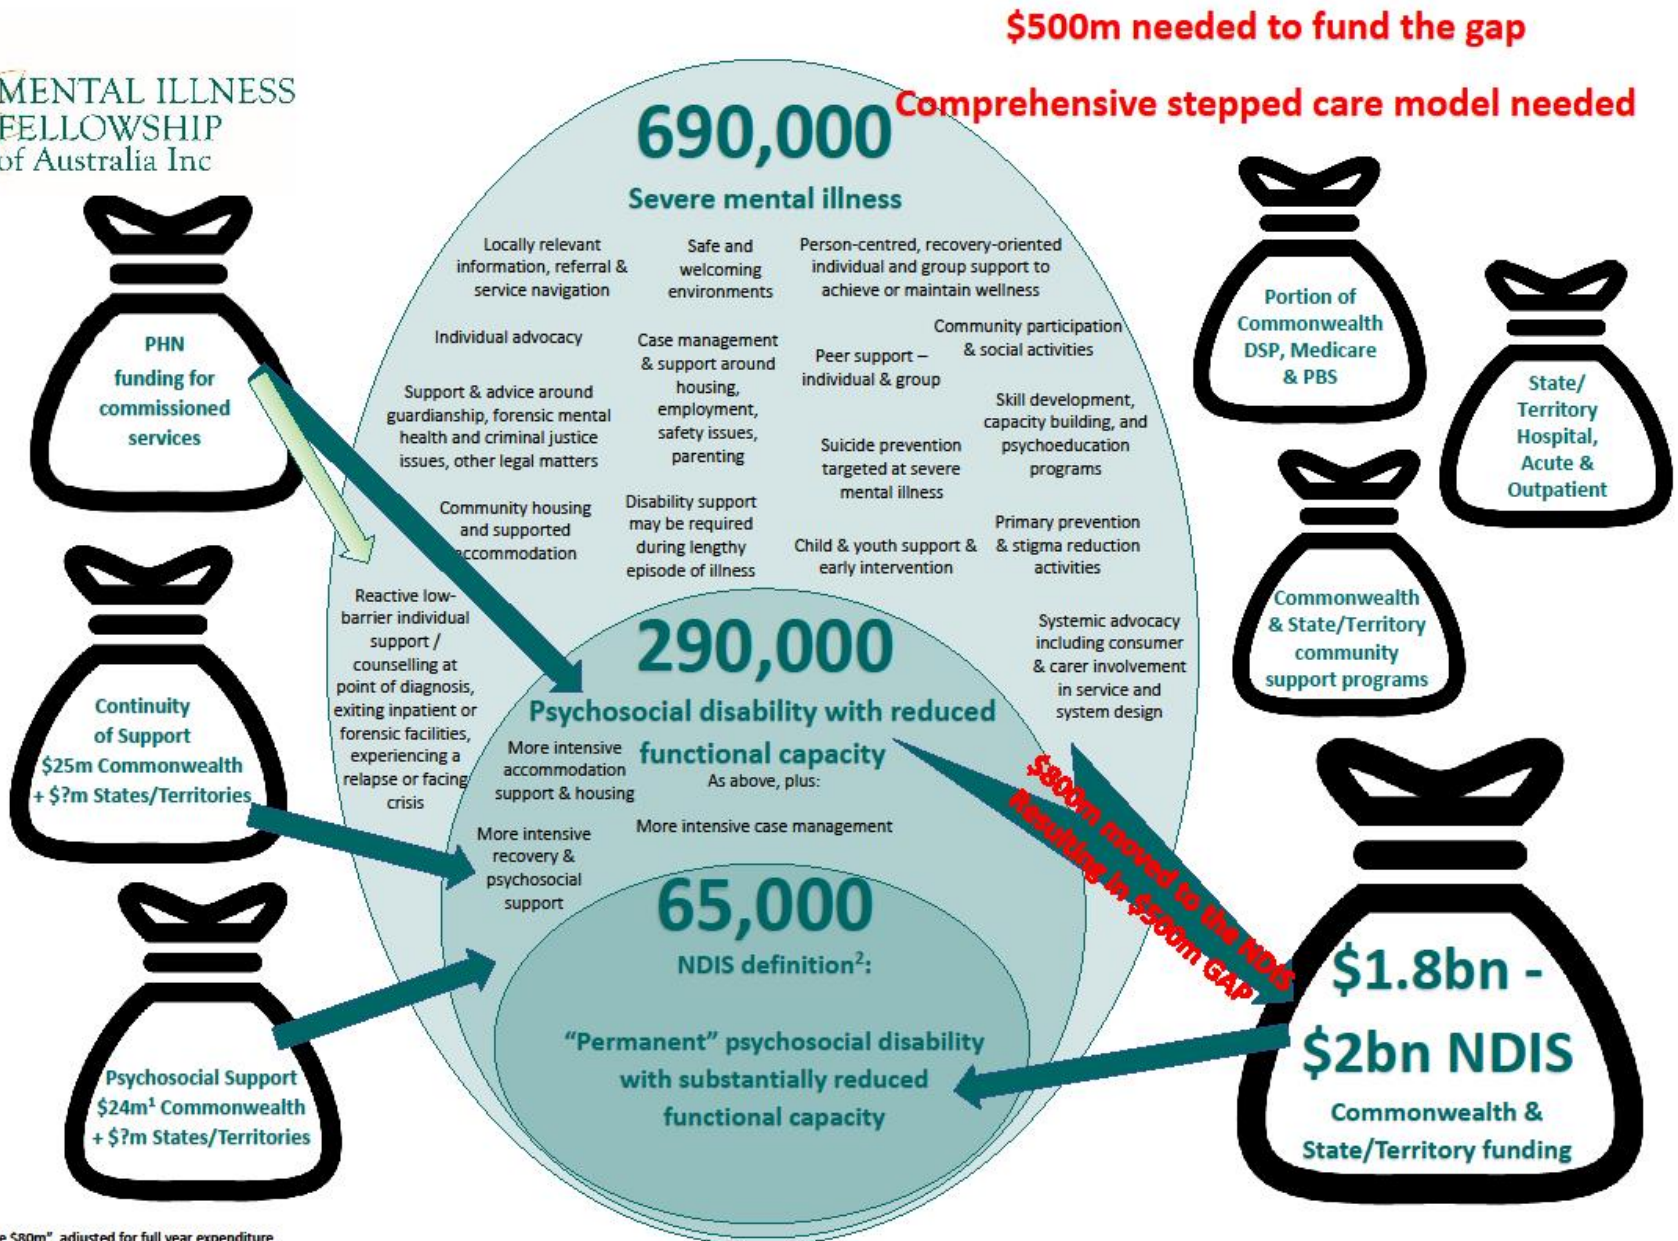 $500m needed to fund the gap
Comprehensive stepped care model needed
MENTAL ILLNESS
FELLOWSHIP
of Australia Inc
690,000
Severe mental illness
Locally relevant
information, referral &
service navigation
Safe and
welcoming
environments
Person-centred, recovery-oriented
individual and group support to
achieve or maintain wellness
Individual advocacy
Case management
& support around
housing,
employment,
safety issues,
parenting
Peer support –
individual & group
Community participation
& social activities
Support & advice around
guardianship, forensic mental
health and criminal justice
issues, other legal matters
Suicide prevention
targeted at severe
mental illness
Skill development,
capacity building, and
psychoeducation
programs
Community housing
and supported
accommodation
Disability support
may be required
during lengthy
episode of illness
Child & youth support &
early intervention
Primary prevention
& stigma reduction
activities
Reactive low-
barrier individual
support /
counselling at
point of diagnosis,
exiting inpatient or
forensic facilities,
experiencing a
relapse or facing
crisis
Systemic advocacy
including consumer
& carer involvement
in service and
system design
290,000
Psychosocial disability with reduced
functional capacity
As above, plus:
More intensive
accommodation
support & housing
More intensive case management
More intensive
recovery &
psychosocial
support
65,000
NDIS definition²:
“Permanent” psychosocial disability
with substantially reduced
functional capacity
PHN
funding for
commissioned
services
Continuity
of Support
$25m Commonwealth
+ $?m States/Territories
Psychosocial Support
$24m¹ Commonwealth
+ $?m States/Territories
Portion of
Commonwealth
DSP, Medicare
& PBS
State/
Territory
Hospital,
Acute &
Outpatient
Commonwealth
& State/Territory
community
support programs
$800m moved to the NDIS
Resulting in $500m GAP
$1.8bn -
$2bn NDIS
Commonwealth &
State/Territory funding
$80m", adjusted for full year expenditure